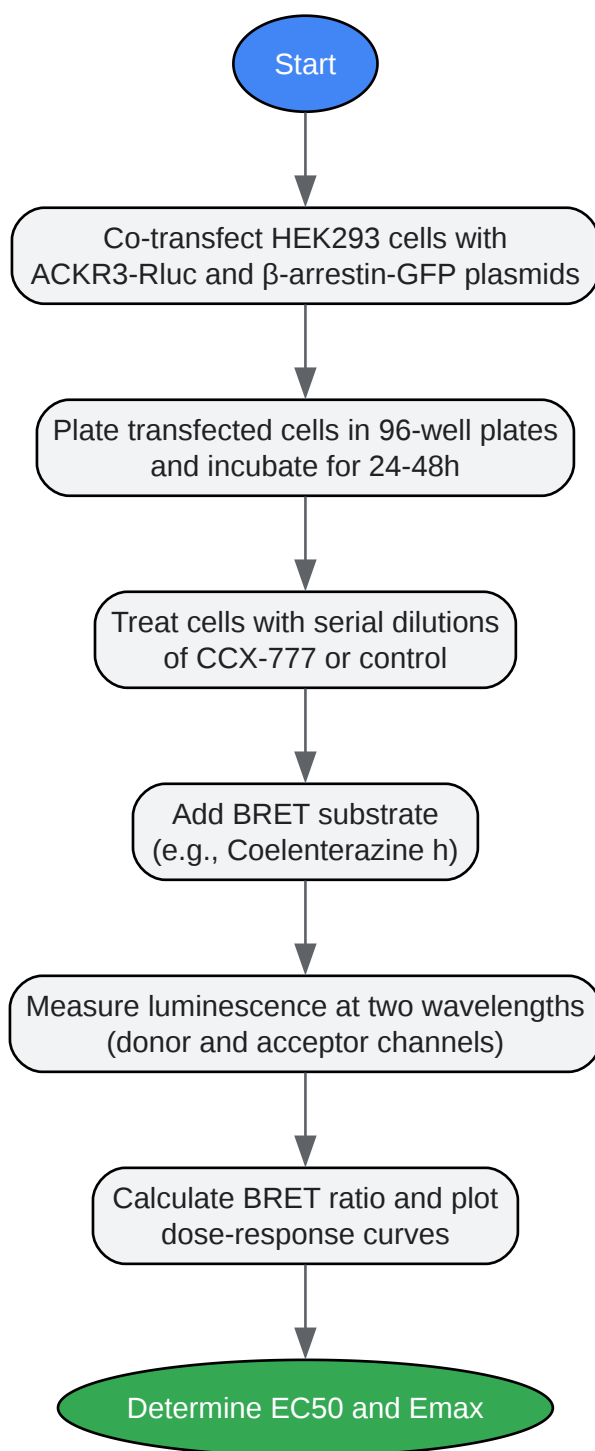 Start
Co-transfect HEK293 cells with
ACKR3-Rluc and β-arrestin-GFP plasmids
Plate transfected cells in 96-well plates
and incubate for 24-48h
Treat cells with serial dilutions
of CCX-777 or control
Add BRET substrate
(e.g., Coelenterazine h)
Measure luminescence at two wavelengths
(donor and acceptor channels)
Calculate BRET ratio and plot
dose-response curves
Determine EC50 and Emax